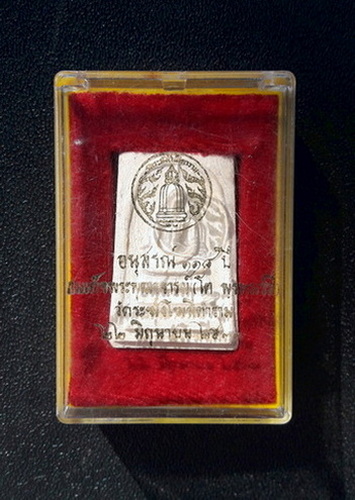 อนุสรณ์ ๑๑๘ ปี
สมเด็จพระพุฒาจารย์(โต พรหมรังสี)
วัดระฆังโฆสิตาราม
๒๒ มิถุนายน